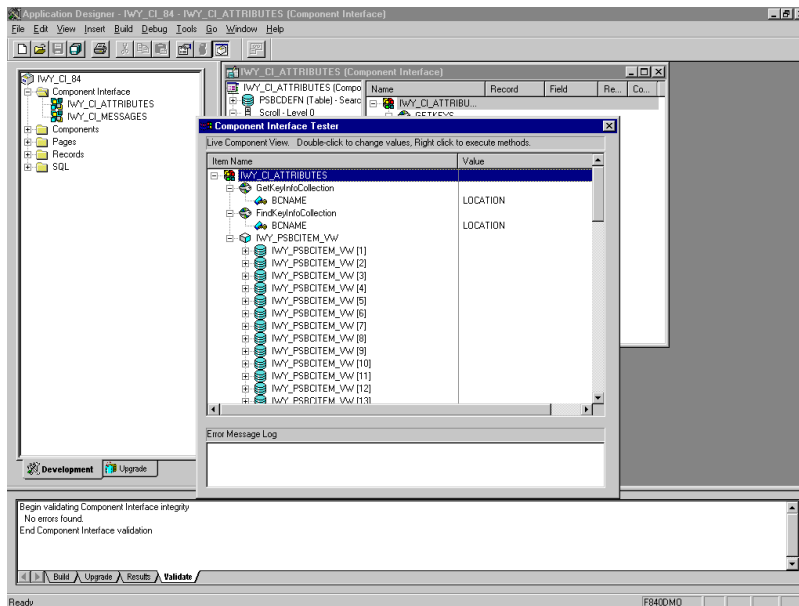 Application Designer - IWY_CI_84 - IWY_CI_ATTRIBUTES (Component Interface)
File Edit View Insert Build Debug Tools Go Window Help
IWY_CI_84
Component Interface
IWY_CI_ATTRIBUTES
IWY_CI_MESSAGES
Components
Pages
Records
SQL
Development
Upgrade
IWY_CI_ATTRIBUTES (Component Interface)
IWY_CI_ATTRIBUTES (Compo
PSBCDEFN (Table) - Searc
Scroll - Level 0
Name Record Field Re... Co...
IWY_CI_ATTRIBU...
GETKEYS
Component Interface Tester
Live Component View. Double-click to change values, Right click to execute methods.
Item Name Value
IWY_CI_ATTRIBUTES
GetKeyInfoCollection
BCNAME LOCATION
FindKeyInfoCollection
BCNAME LOCATION
IWY_PSBCITEM_VW
IWY_PSBCITEM_VW [1]
IWY_PSBCITEM_VW [2]
IWY_PSBCITEM_VW [3]
IWY_PSBCITEM_VW [4]
IWY_PSBCITEM_VW [5]
IWY_PSBCITEM_VW [6]
IWY_PSBCITEM_VW [7]
IWY_PSBCITEM_VW [8]
IWY_PSBCITEM_VW [9]
IWY_PSBCITEM_VW [10]
IWY_PSBCITEM_VW [11]
IWY_PSBCITEM_VW [12]
IWY_PSBCITEM_VW [13]
Error Message Log
Begin validating Component Interface integrity
No errors found.
End Component Interface validation
Build Upgrade Results Validate
Ready F840DMO